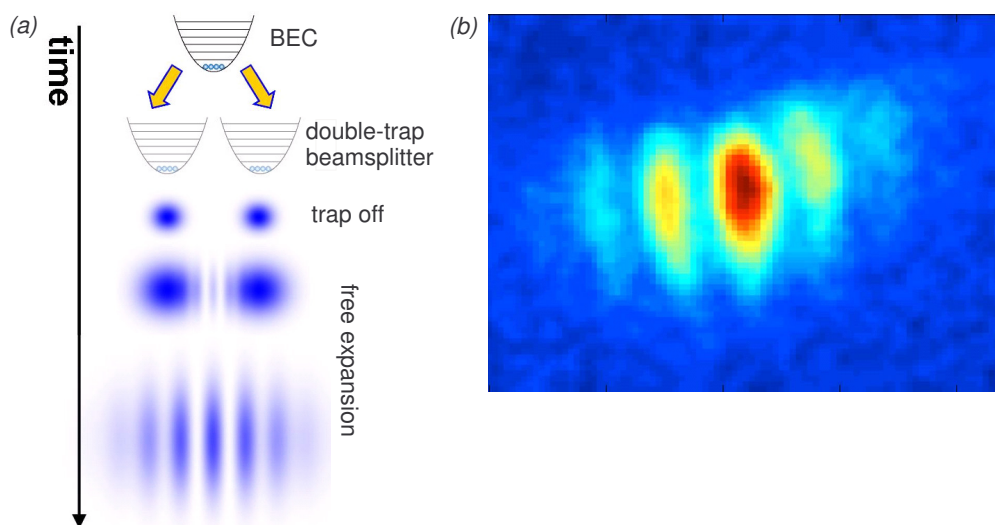 (a)
time
BEC
double-trap
beamsplitter
trap off
free expansion
(b)